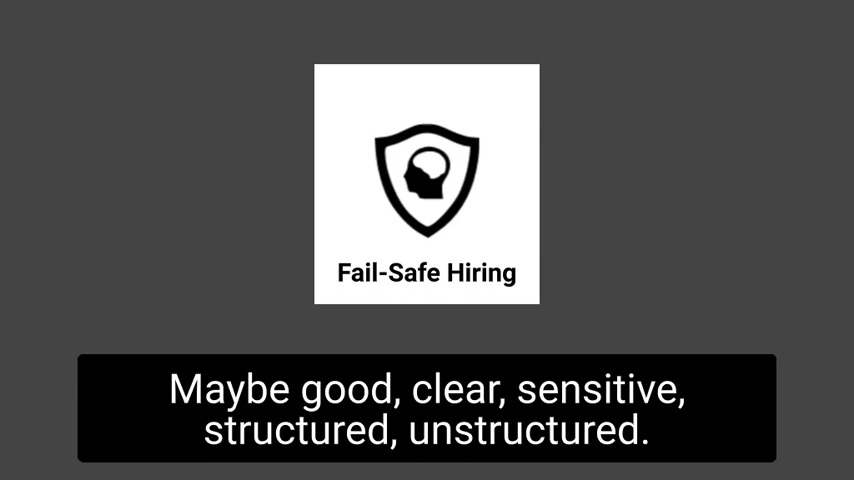 Fail-Safe Hiring
Maybe good, clear, sensitive,
structured, unstructured.